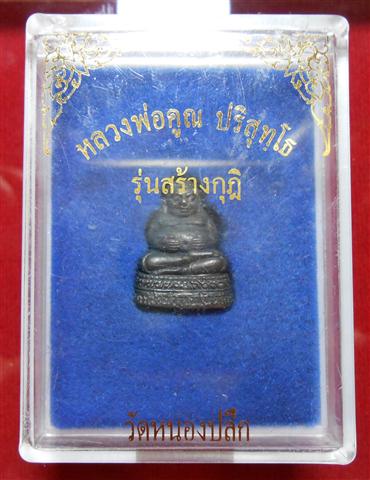 หลวงพ่อคูณ ปริสุทฺโธ
รุ่นสร้างกุฏิ
วัดหนองปลึก